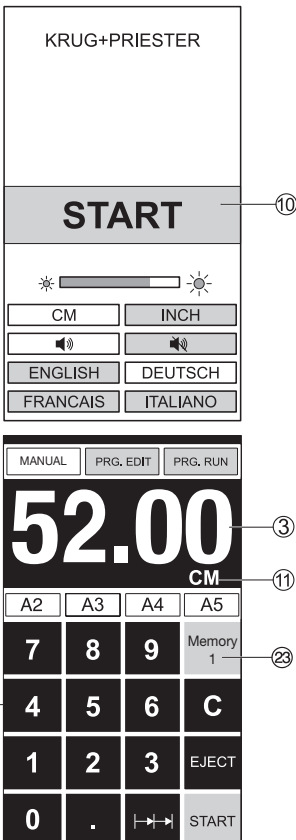 KRUG+PRIESTER
START
10
CM INCH
ENGLISH DEUTSCH
FRANCAIS ITALIANO
MANUAL PRG. EDIT PRG. RUN
52.00
3
CM
11
A2 A3 A4 A5
7 8 9 Memory 1
23
4 5 6 C
1 2 3 EJECT
0 . START